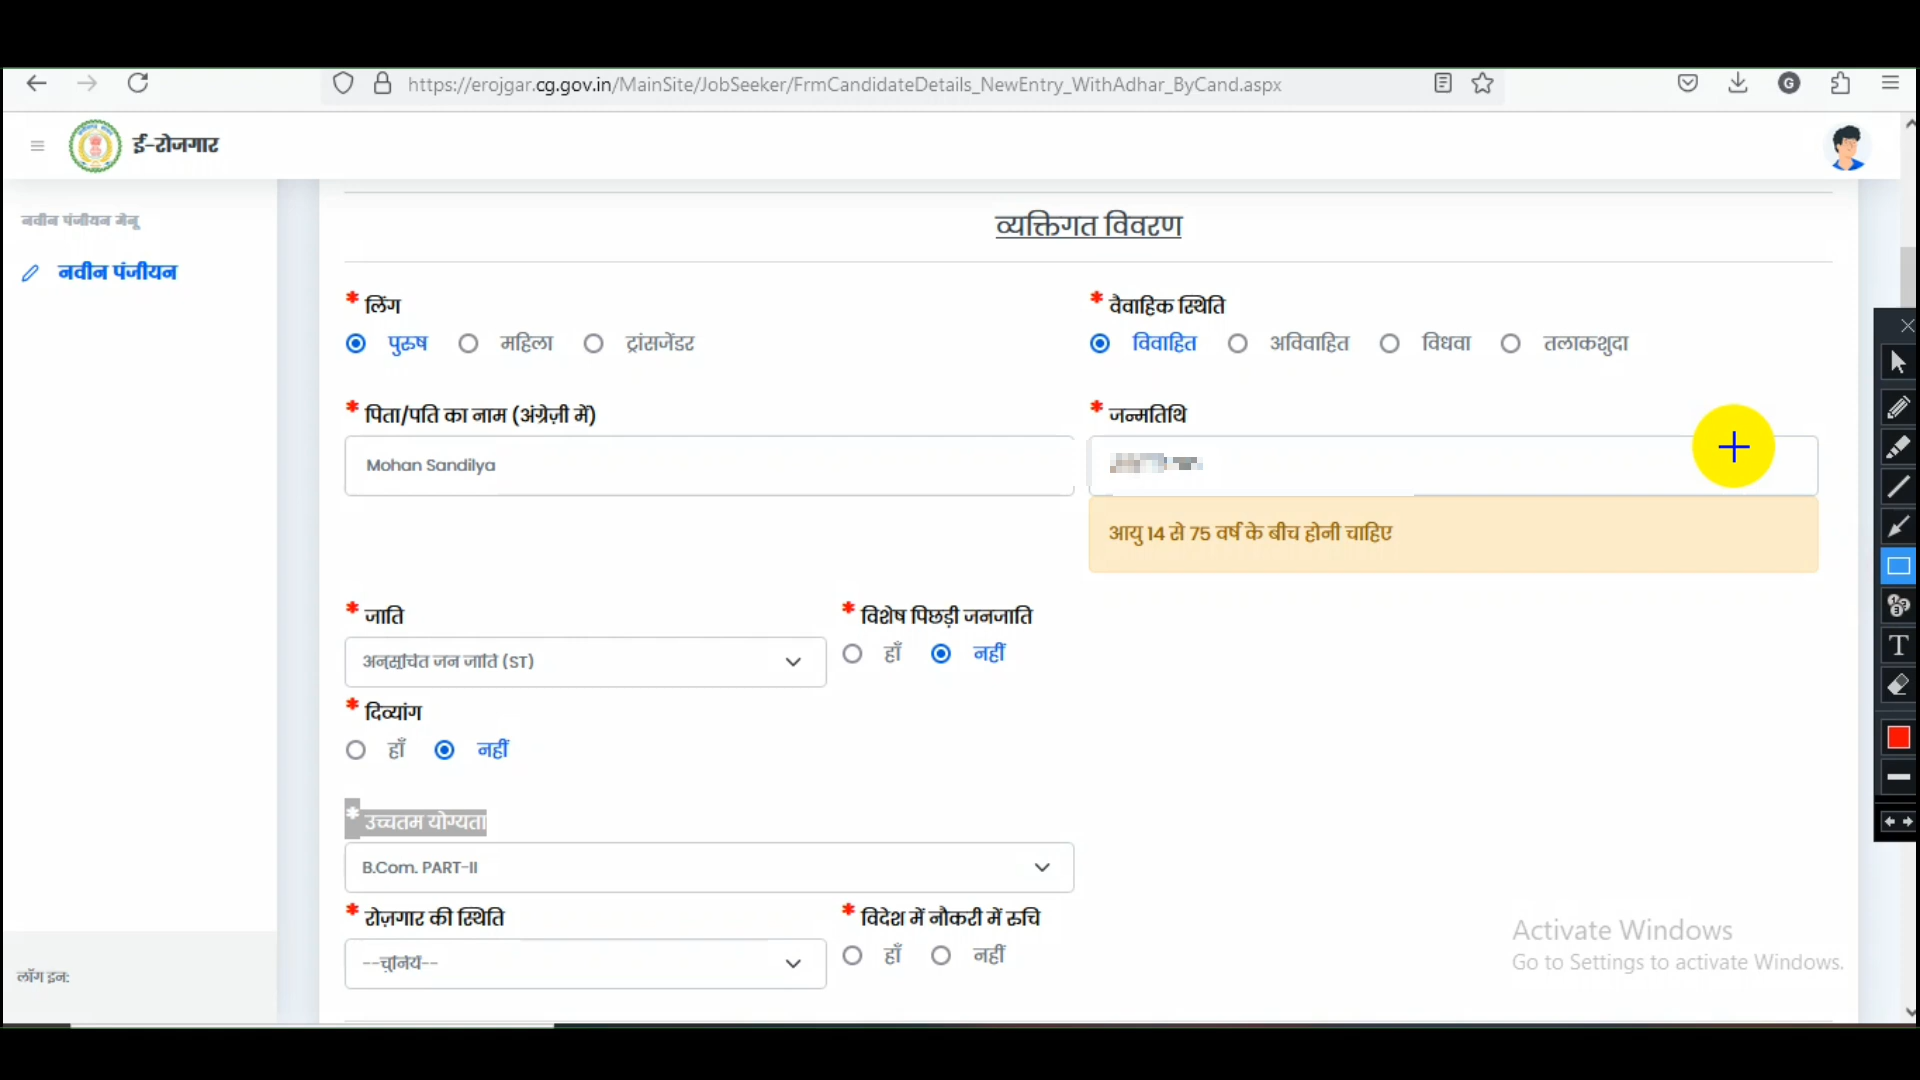 https://erojgar.cg.gov.in/MainSite/JobSeeker/FrmCandidateDetails_NewEntry_WithAdhar_ByCand.aspx
G
ई-रोजगार
नवीन पंजीयन मेनू
नवीन पंजीयन
व्यक्तिगत विवरण
* लिंग
पुरुष महिला ट्रांसजेंडर
* वैवाहिक स्थिति
विवाहित अविवाहित विधवा तलाकशुदा
* पिता/पति का नाम (अंग्रेज़ी में)
Mohan Sandilya
* जन्मतिथि
आयु 14 से 75 वर्ष के बीच होनी चाहिए
* जाति
अनुसूचित जन जाति (ST)
* विशेष पिछड़ी जनजाति
हाँ नहीं
* दिव्यांग
हाँ नहीं
* उच्चतम योग्यता
B.Com. PART-II
* रोज़गार की स्थिति
--चुनियें--
* विदेश में नौकरी में रुचि
हाँ नहीं
लॉग इन:
Activate Windows
Go to Settings to activate Windows.
T